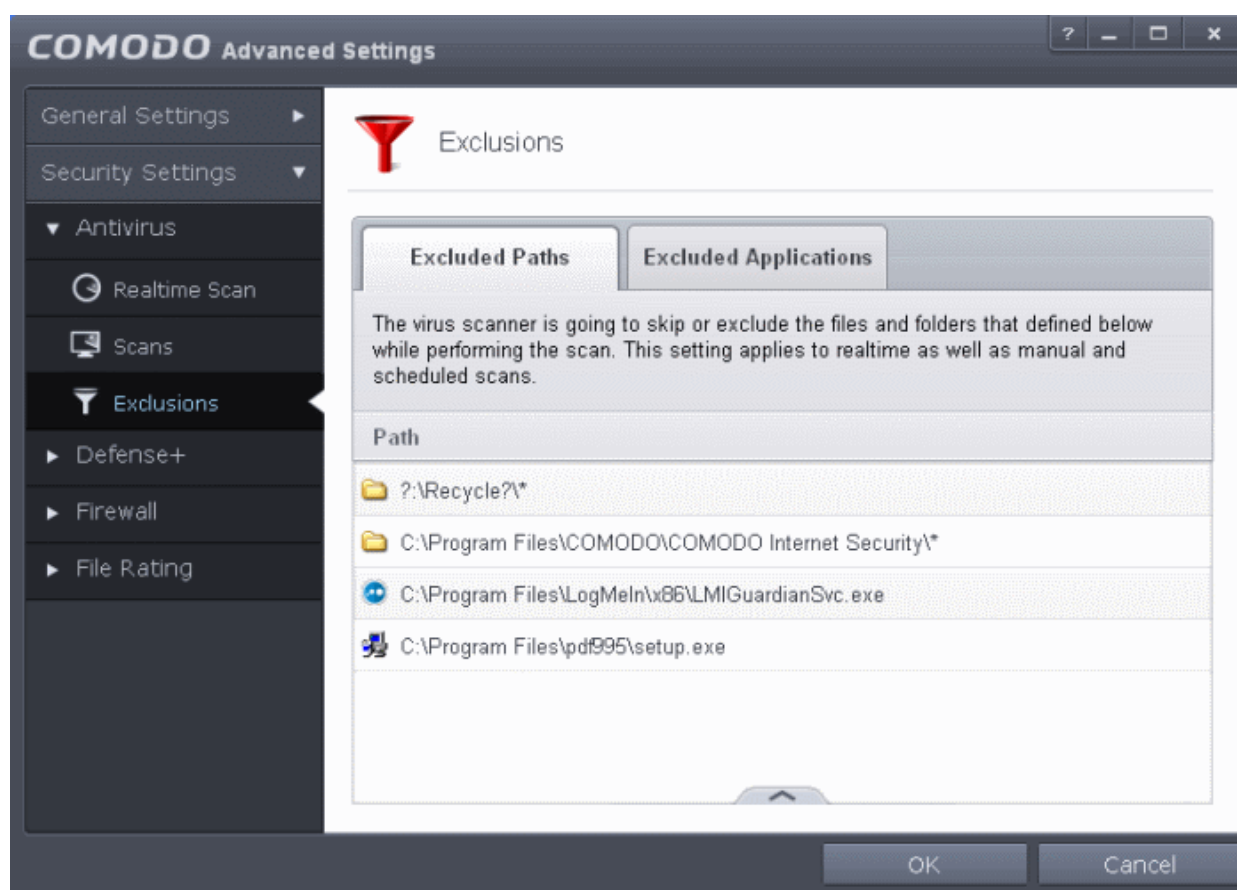 COMODO Advanced Settings
? _ x
General Settings
Security Settings
Antivirus
Realtime Scan
Scans
Exclusions
Defense+
Firewall
File Rating
Exclusions
Excluded Paths
Excluded Applications
The virus scanner is going to skip or exclude the files and folders that defined below
while performing the scan. This setting applies to realtime as well as manual and
scheduled scans.
Path
?:\Recycle?\*
C:\Program Files\COMODO\COMODO Internet Security\*
C:\Program Files\LogMeIn\x86\LMIGuardianSvc.exe
C:\Program Files\pdf995\setup.exe
OK
Cancel